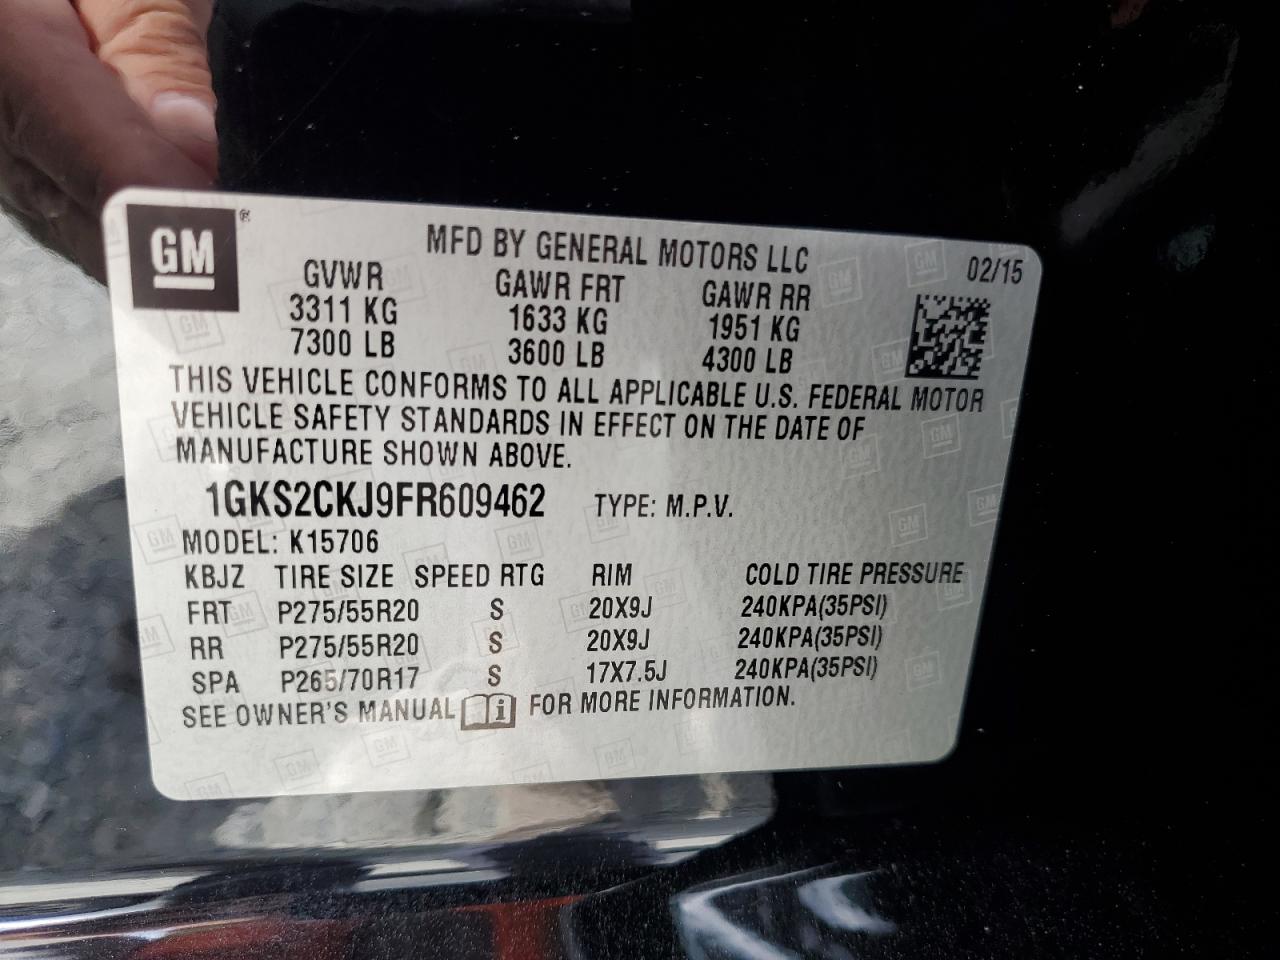 GM®
MFD BY GENERAL MOTORS LLC
02/15
GVWR GAWR FRT GAWR RR
3311 KG 1633 KG 1951 KG
7300 LB 3600 LB 4300 LB
THIS VEHICLE CONFORMS TO ALL APPLICABLE U.S. FEDERAL MOTOR
VEHICLE SAFETY STANDARDS IN EFFECT ON THE DATE OF
MANUFACTURE SHOWN ABOVE.
1GKS2CKJ9FR609462 TYPE: M.P.V.
MODEL: K15706
KBJZ TIRE SIZE SPEED RTG RIM COLD TIRE PRESSURE
FRT P275/55R20 S 20X9J 240KPA(35PSI)
RR P275/55R20 S 20X9J 240KPA(35PSI)
SPA P265/70R17 S 17X7.5J 240KPA(35PSI)
SEE OWNER'S MANUAL i FOR MORE INFORMATION.